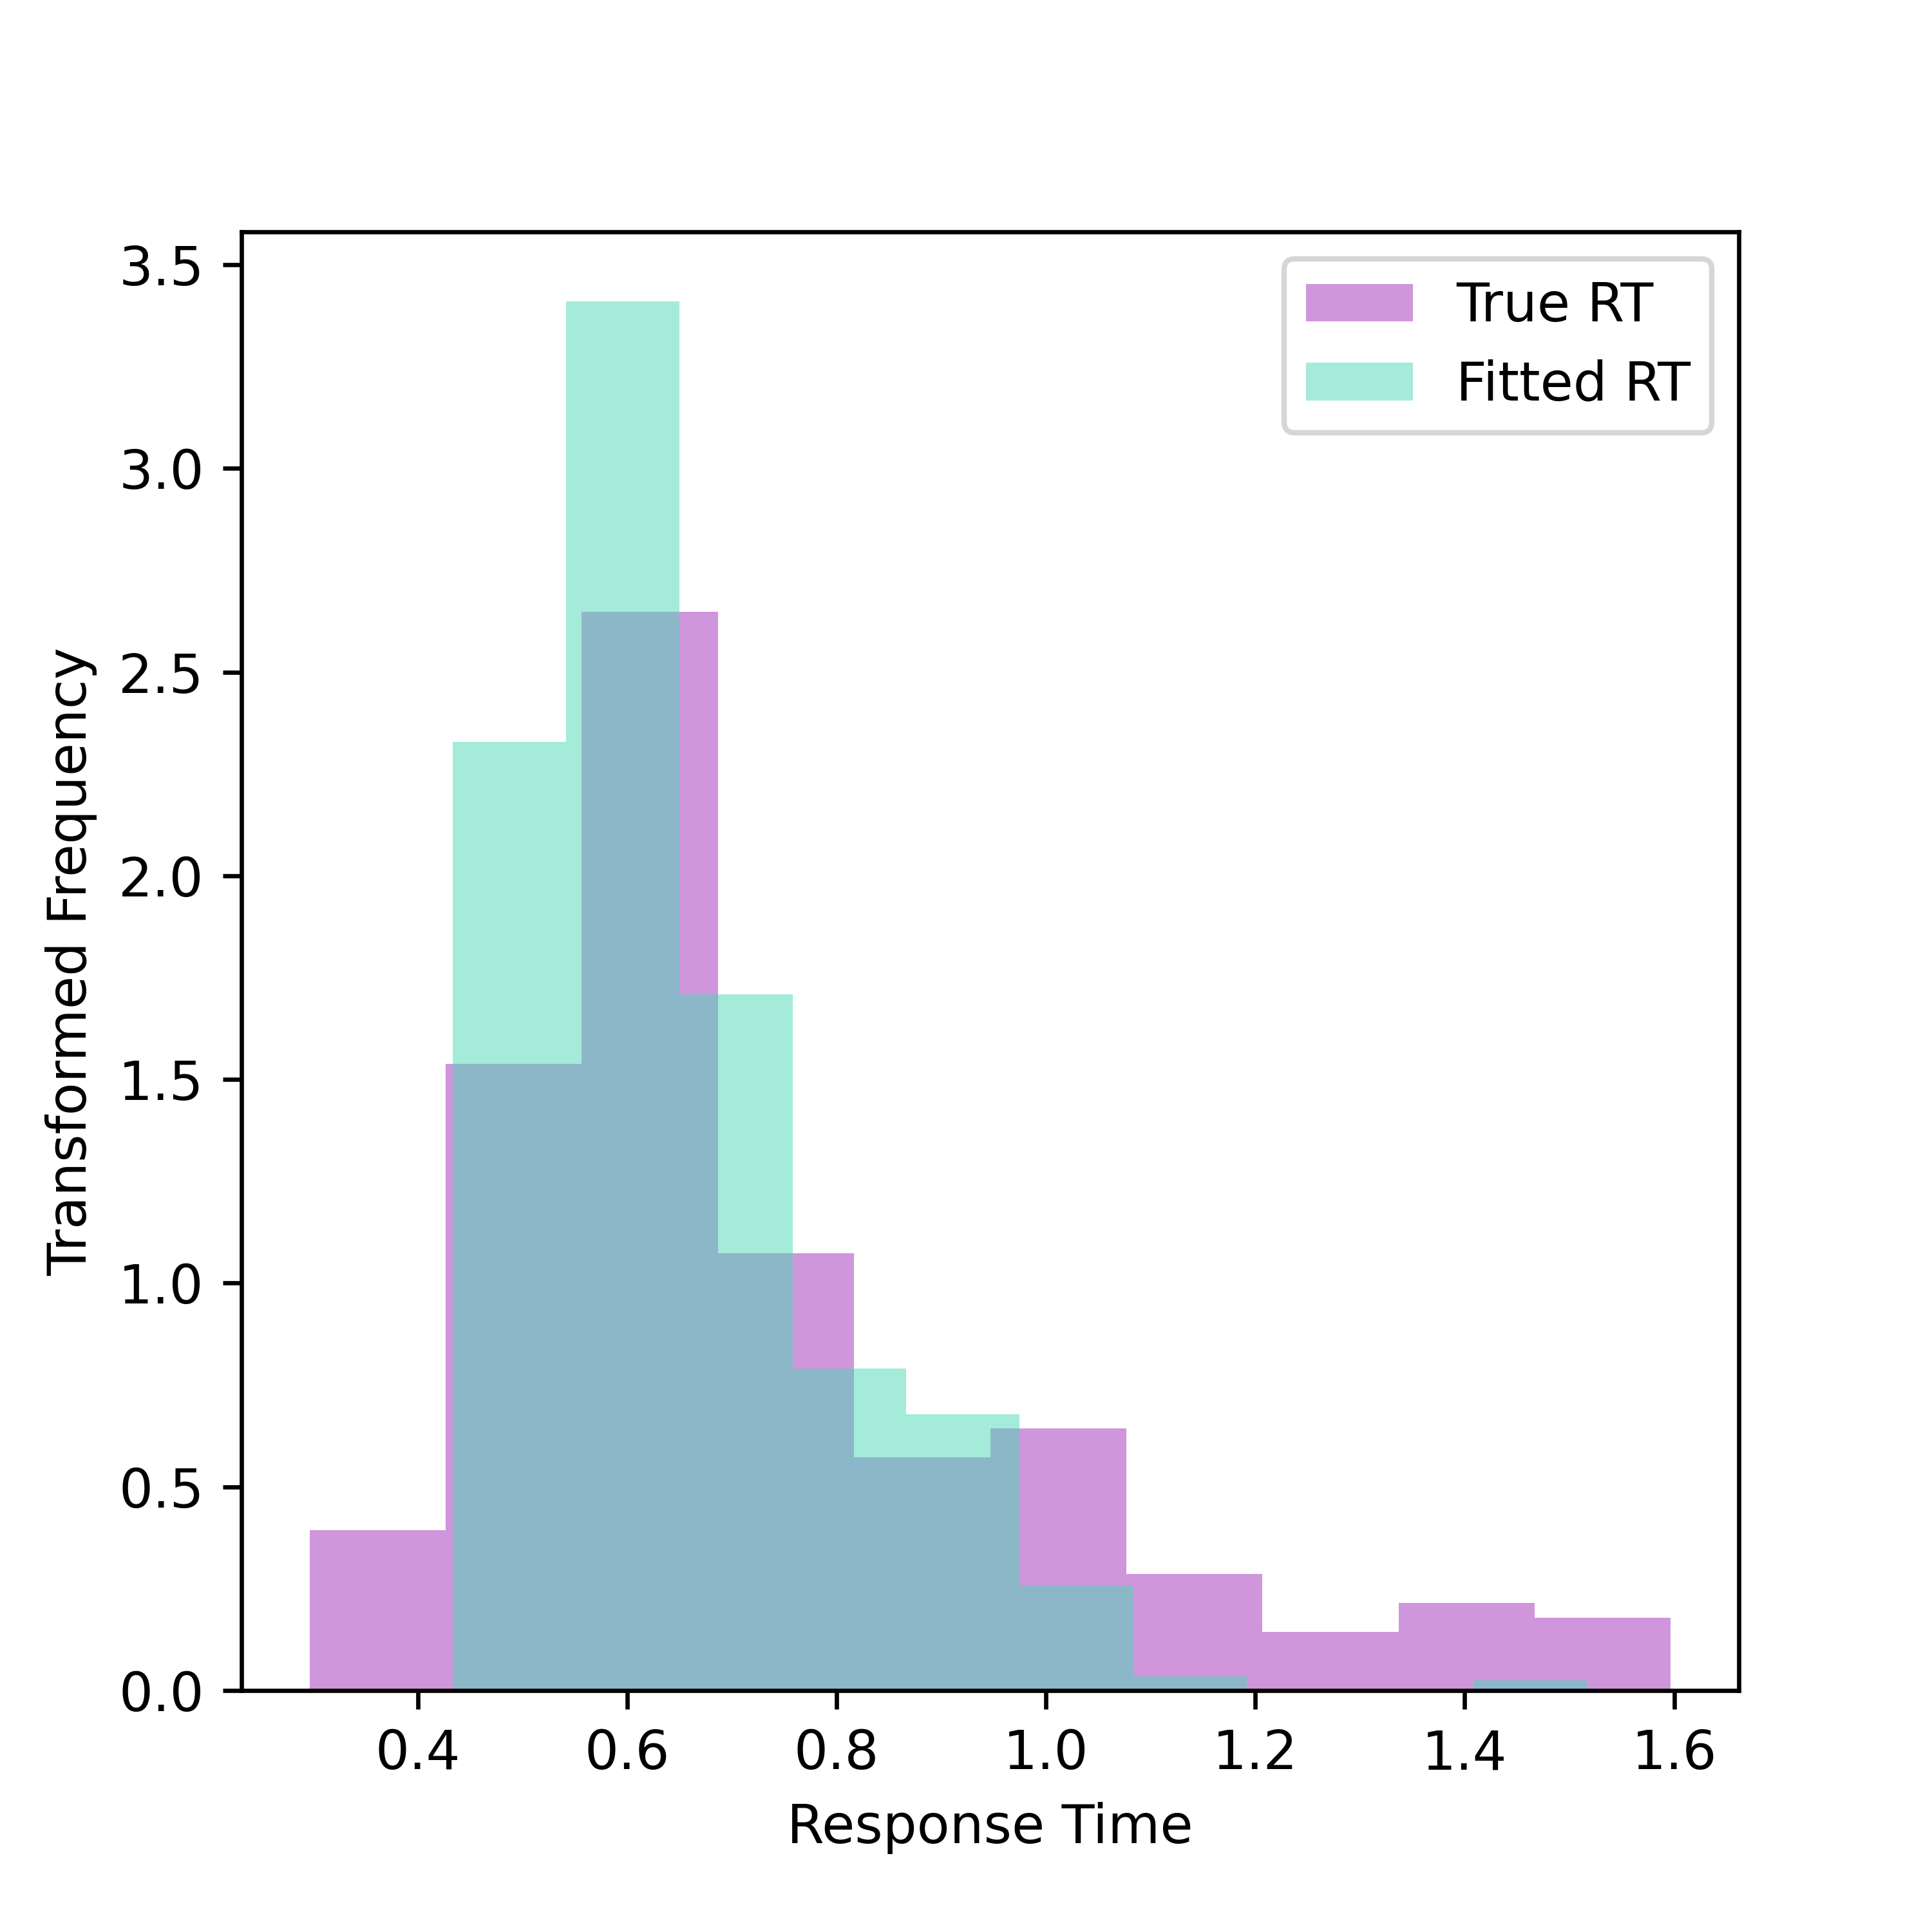 3.5
3.0
2.5
2.0
1.5
1.0
0.5
0.0
Transformed Frequency
True RT
Fitted RT
0.4 0.6 0.8 1.0 1.2 1.4 1.6
Response Time